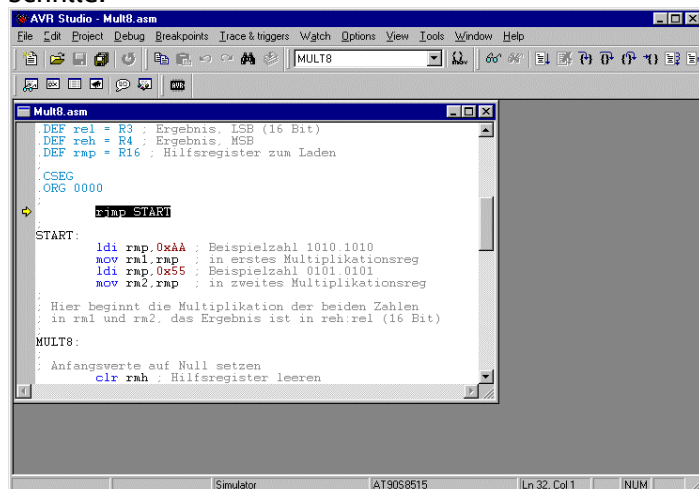 Schritte.
AVR Studio - Mult8.asm
File Edit Project Debug Breakpoints Trace & triggers Watch Options View Tools Window Help
MULT8
AVR
Mult8.asm
.DEF rel = R3 ; Ergebnis, LSB (16 Bit)
.DEF reh = R4 ; Ergebnis, MSB
.DEF rmp = R16 ; Hilfsregister zum Laden
;
.CSEG
.ORG 0000
;
rjmp START
;
START:
ldi rmp,0xAA ; Beispielzahl 1010.1010
mov rm1,rmp ; in erstes Multiplikationsreg
ldi rmp,0x55 ; Beispielzahl 0101.0101
mov rm2,rmp ; in zweites Multiplikationsreg
;
; Hier beginnt die Multiplikation der beiden Zahlen
; in rm1 und rm2, das Ergebnis ist in reh:rel (16 Bit)
;
MULT8:
;
; Anfangswerte auf Null setzen
clr rmh ; Hilfsregister leeren
Simulator AT90S8515 Ln 32, Col 1 NUM